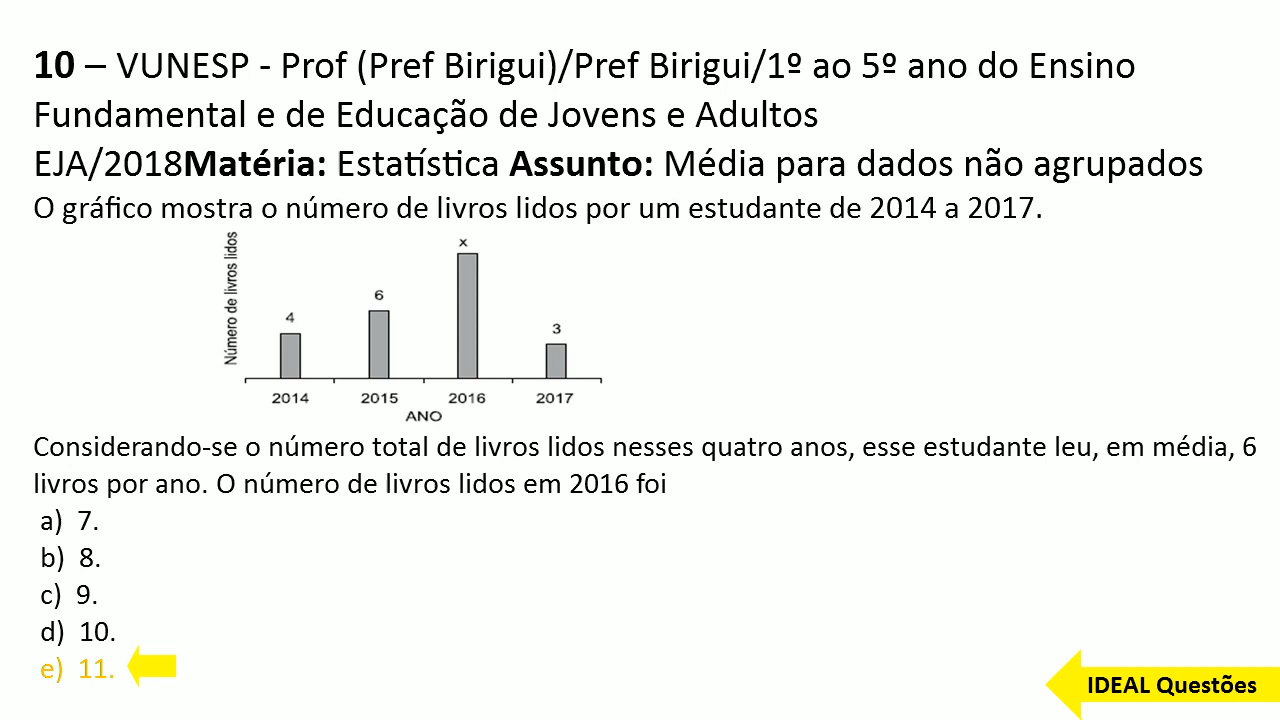 10 – VUNESP - Prof (Pref Birigui)/Pref Birigui/1º ao 5º ano do Ensino
Fundamental e de Educação de Jovens e Adultos
EJA/2018Matéria: Estatística Assunto: Média para dados não agrupados
O gráfico mostra o número de livros lidos por um estudante de 2014 a 2017.
Número de livros lidos
x
6
4
3
2014 2015 2016 2017
ANO
Considerando-se o número total de livros lidos nesses quatro anos, esse estudante leu, em média, 6
livros por ano. O número de livros lidos em 2016 foi
a) 7.
b) 8.
c) 9.
d) 10.
e) 11.
IDEAL Questões